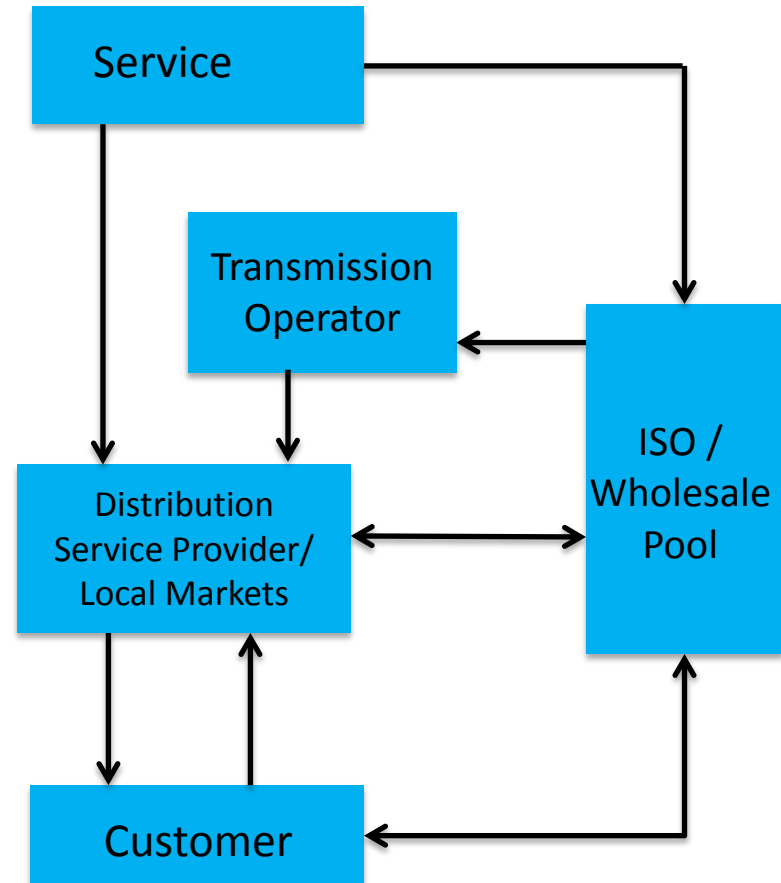 Service
Transmission
Operator
ISO /
Wholesale
Pool
Distribution
Service Provider/
Local Markets
Customer